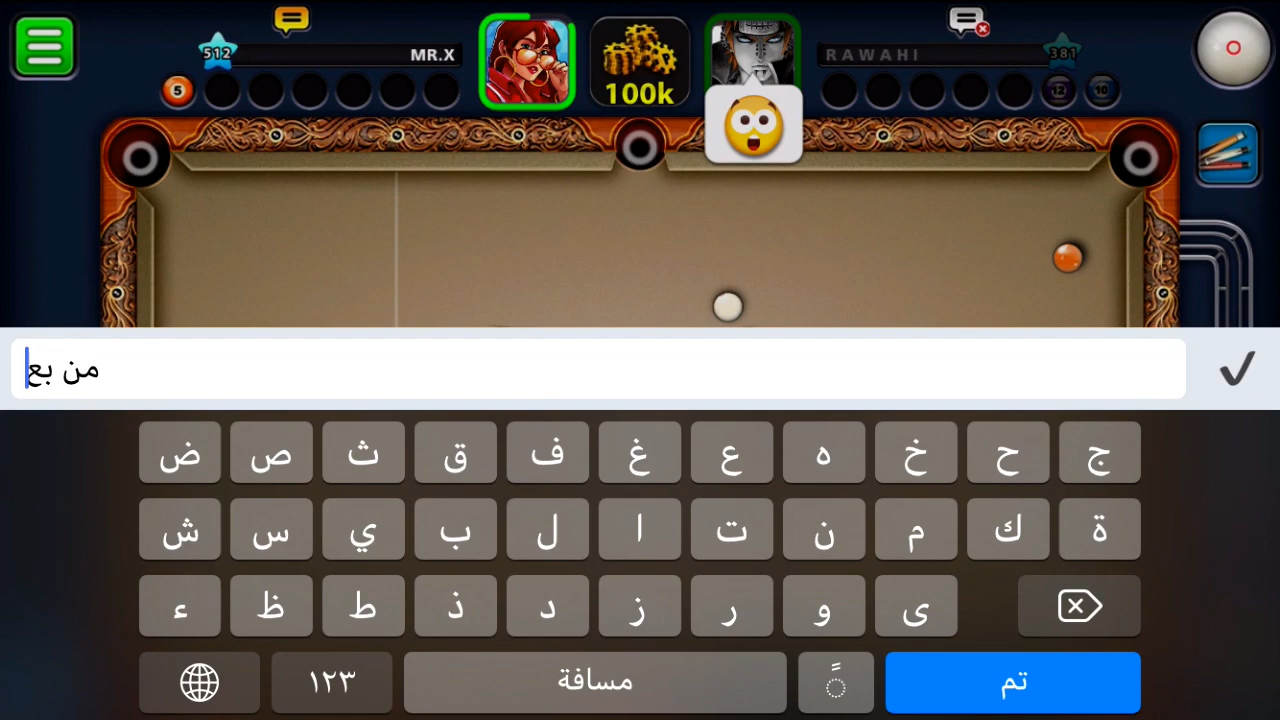 512
MR.X
100k
RAWAHI
381
5
12
10
من بع
ض ص ث ق ف غ ع ه خ ح ج
ش س ي ب ل ا ت ن م ك ة
ء ظ ط ذ د ز ر و ى
١٢٣ مسافة تم